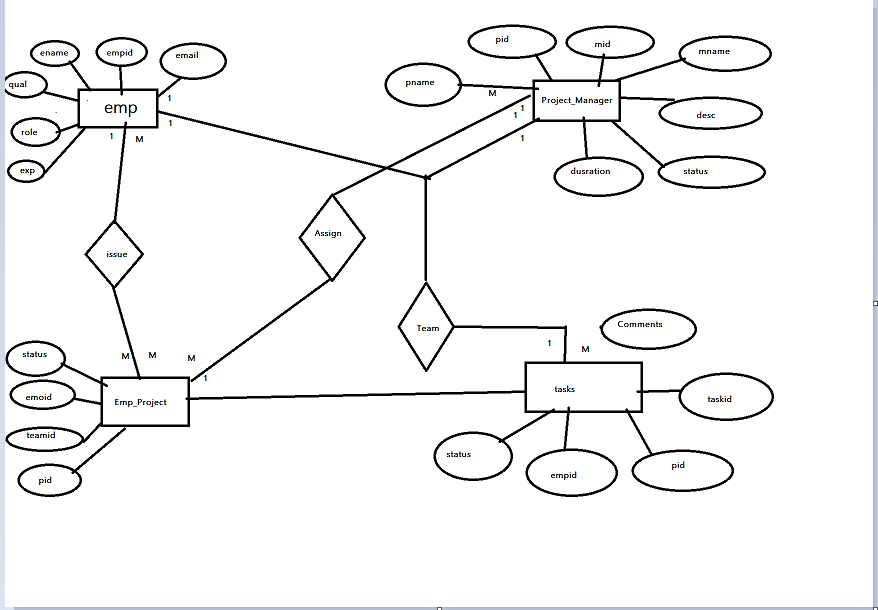 pid
mid
ename
empid
email
mname
qual
pname
M
1
emp
Project_Manager
1
1
desc
1
role
1
M
1
exp
dusration
status
Assign
issue
Comments
Team
1
M
status
M
M
M
1
tasks
emoid
Emp_Project
taskid
teamid
status
pid
empid
pid